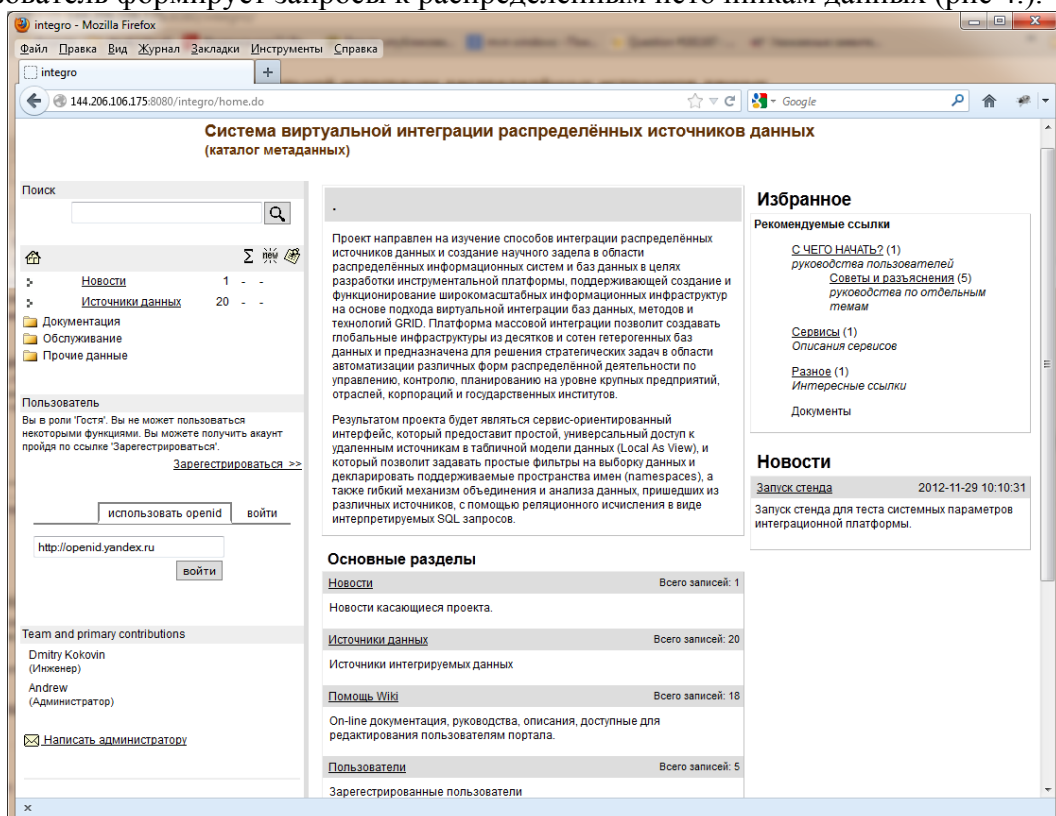 ователь формирует запросы к распределенным источникам данных (рис 4.).
integro - Mozilla Firefox
Файл Правка Вид Журнал Закладки Инструменты Справка
integro
144.206.106.175:8080/integro/home.do
Google
Система виртуальной интеграции распределённых источников данных
(каталог метаданных)
Поиск
Σ new
Новости 1 - -
Источники данных 20 - -
Документация
Обслуживание
Прочие данные
Пользователь
Вы в роли 'Гостя'. Вы не может пользоваться
некоторыми функциями. Вы можете получить акаунт
пройдя по ссылке 'Зарегестрироваться'.
Зарегестрироваться >>
использовать openid войти
http://openid.yandex.ru
войти
Team and primary contributions
Dmitry Kokovin
(Инженер)
Andrew
(Администратор)
Написать администратору
.
Проект направлен на изучение способов интеграции распределённых
источников данных и создание научного задела в области
распределённых информационных систем и баз данных в целях
разработки инструментальной платформы, поддерживающей создание и
функционирование широкомасштабных информационных инфраструктур
на основе подхода виртуальной интеграции баз данных, методов и
технологий GRID. Платформа массовой интеграции позволит создавать
глобальные инфраструктуры из десятков и сотен гетерогенных баз
данных и предназначена для решения стратегических задач в области
автоматизации различных форм распределённой деятельности по
управлению, контролю, планированию на уровне крупных предприятий,
отраслей, корпораций и государственных институтов.
Результатом проекта будет являться сервис-ориентированный
интерфейс, который предоставит простой, универсальный доступ к
удаленным источникам в табличной модели данных (Local As View), и
который позволит задавать простые фильтры на выборку данных и
декларировать поддерживаемые пространства имен (namespaces), а
также гибкий механизм объединения и анализа данных, пришедших из
различных источников, с помощью реляционного исчисления в виде
интерпретируемых SQL запросов.
Основные разделы
Новости Всего записей: 1
Новости касающиеся проекта.
Источники данных Всего записей: 20
Источники интегрируемых данных
Помощь Wiki Всего записей: 18
On-line документация, руководства, описания, доступные для
редактирования пользователям портала.
Пользователи Всего записей: 5
Зарегестрированные пользователи
Избранное
Рекомендуемые ссылки
С ЧЕГО НАЧАТЬ? (1)
руководства пользователей
Советы и разъяснения (5)
руководства по отдельным
темам
Сервисы (1)
Описания сервисов
Разное (1)
Интересные ссылки
Документы
Новости
Запуск стенда 2012-11-29 10:10:31
Запуск стенда для теста системных параметров
интеграционной платформы.
x